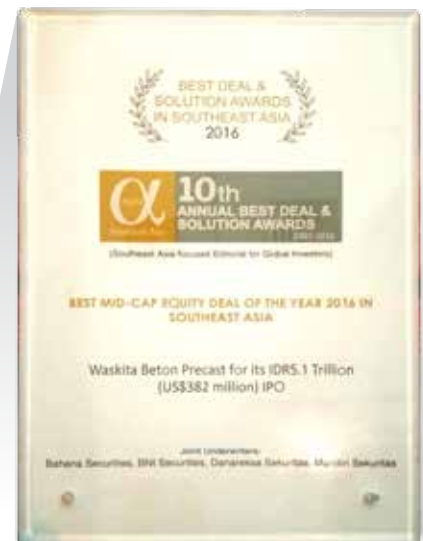 BEST DEAL &
SOLUTION AWARDS
IN SOUTHEAST ASIA
2016
α
Southeast Asia
10th
ANNUAL BEST DEAL &
SOLUTION AWARDS
(Southeast Asia focused Editorial for Global Investors)
BEST MID-CAP EQUITY DEAL OF THE YEAR 2016 IN
SOUTHEAST ASIA
Waskita Beton Precast for its IDR5.1 Trillion
(US$382 million) IPO
Joint Underwriters:
Bahana Securities, BNI Securities, Danareksa Sekuritas, Mandiri Sekuritas